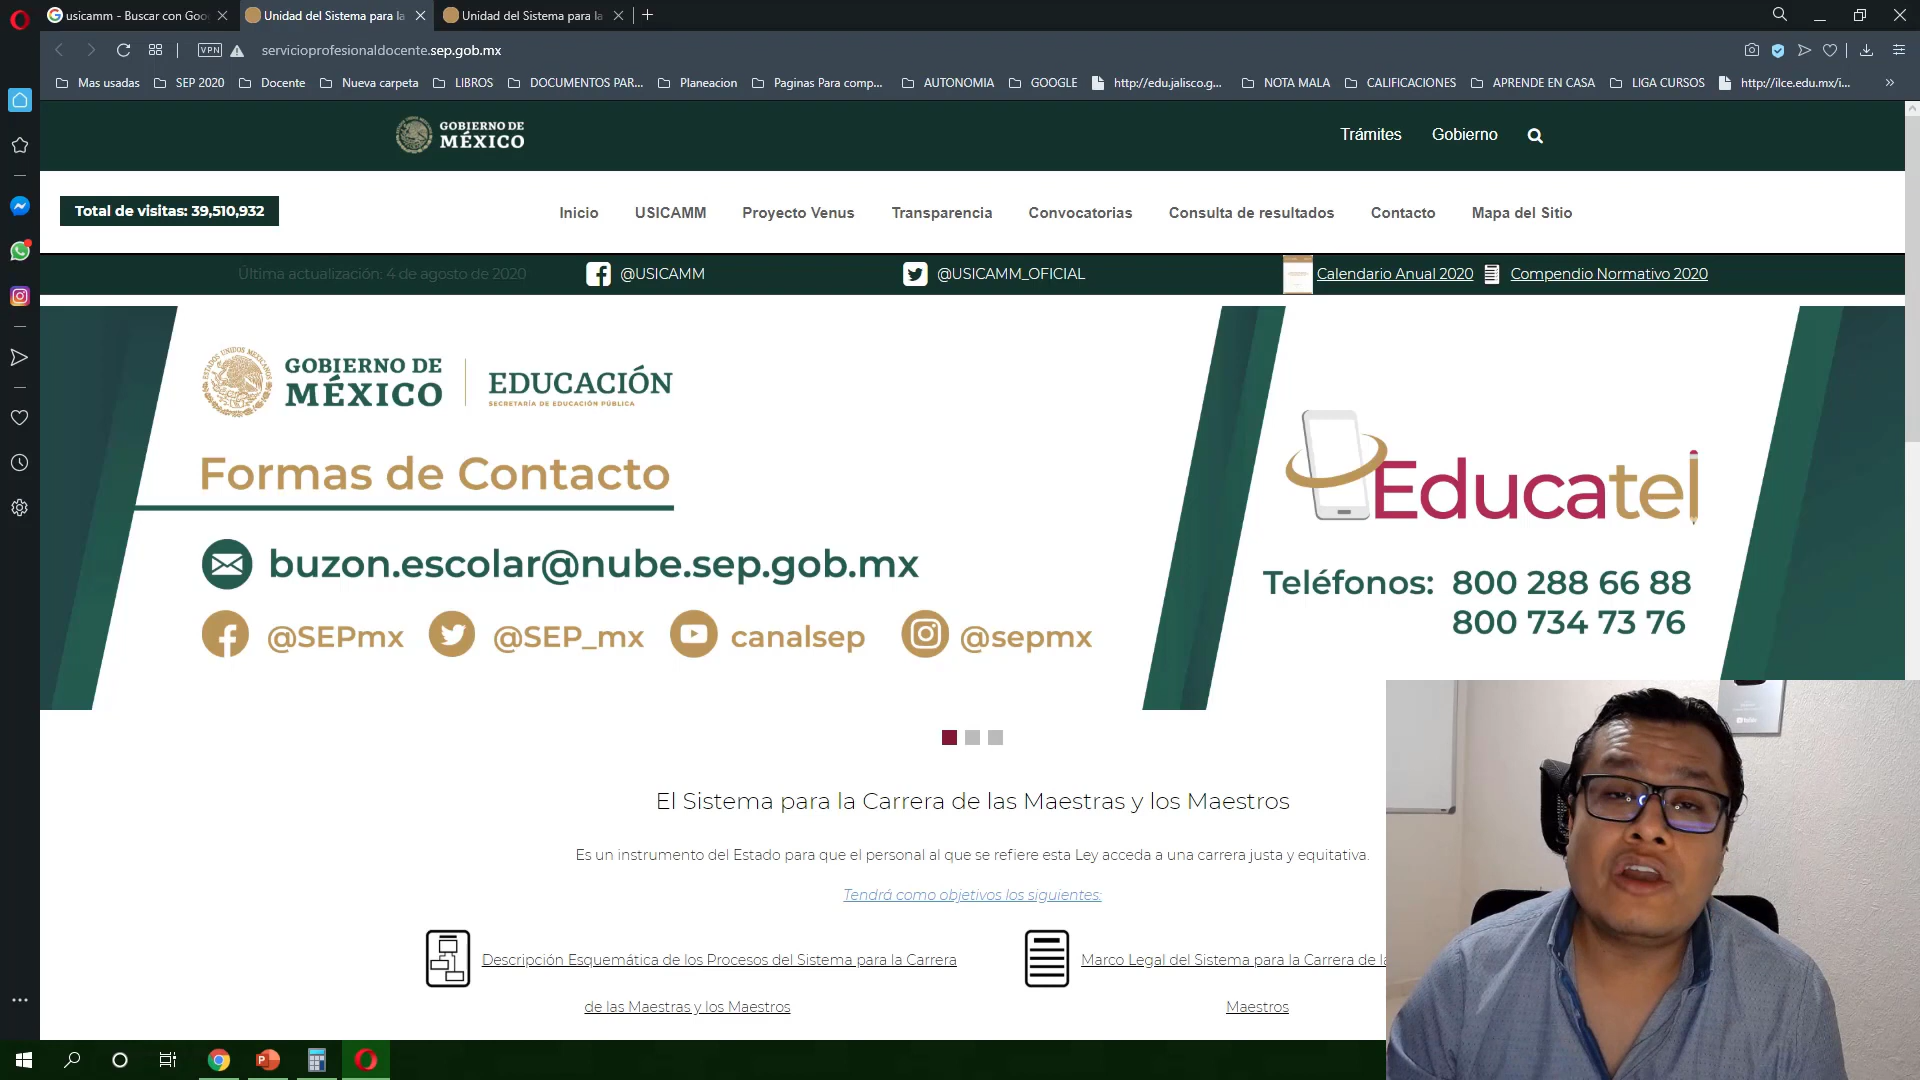 usicamm - Buscar con Goo
Unidad del Sistema para la
Unidad del Sistema para la
VPN
servicioprofesionaldocente.sep.gob.mx
Mas usadas
SEP 2020
Docente
Nueva carpeta
LIBROS
DOCUMENTOS PAR...
Planeacion
Paginas Para comp...
AUTONOMIA
GOOGLE
http://edu.jalisco.g...
NOTA MALA
CALIFICACIONES
APRENDE EN CASA
LIGA CURSOS
http://ilce.edu.mx/i...
GOBIERNO DE
MÉXICO
Trámites
Gobierno
Total de visitas: 39,510,932
Inicio
USICAMM
Proyecto Venus
Transparencia
Convocatorias
Consulta de resultados
Contacto
Mapa del Sitio
Última actualización: 4 de agosto de 2020
@USICAMM
@USICAMM_OFICIAL
Calendario Anual 2020
Compendio Normativo 2020
ESTADOS UNIDOS MEXICANOS
GOBIERNO DE
MÉXICO
EDUCACIÓN
SECRETARÍA DE EDUCACIÓN PÚBLICA
Formas de Contacto
buzon.escolar@nube.sep.gob.mx
@SEPmx
@SEP_mx
canalsep
@sepmx
Educatel
Teléfonos: 800 288 66 88
800 734 73 76
El Sistema para la Carrera de las Maestras y los Maestros
Es un instrumento del Estado para que el personal al que se refiere esta Ley acceda a una carrera justa y equitativa.
Tendrá como objetivos los siguientes:
Descripción Esquemática de los Procesos del Sistema para la Carrera
de las Maestras y los Maestros
Marco Legal del Sistema para la Carrera de la
Maestros